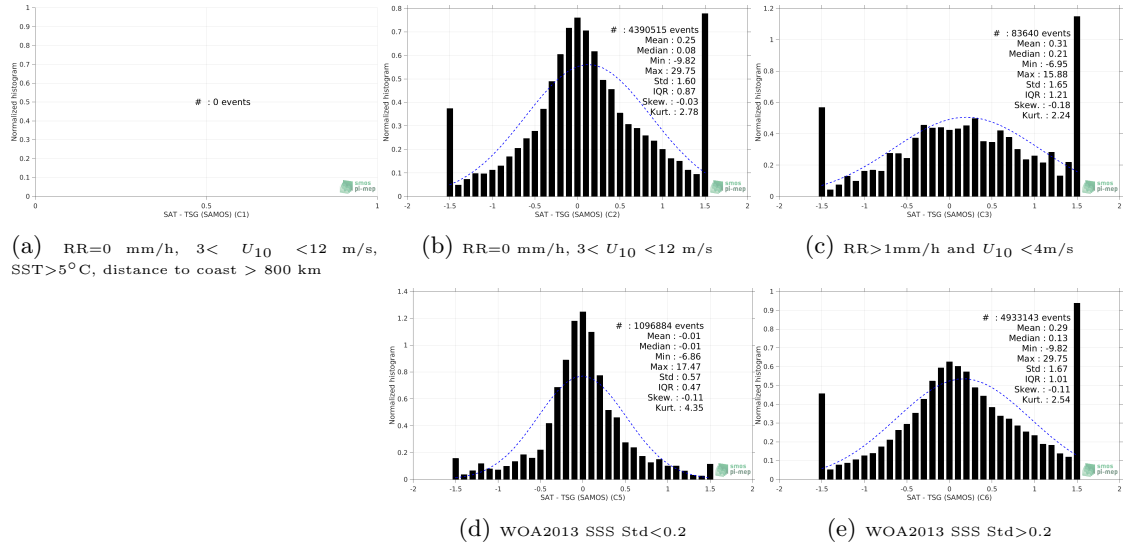 1
0.9
0.8
0.7
0.6
0.5
0.4
0.3
0.2
0.1
0
Normalized histogram
# : 0 events
0 1
SAT - TSG (SAMOS) (C1)
smos
pi-mep
(a) RR=0 mm/h, 3< U10 <12 m/s,
SST>5°C, distance to coast > 800 km
0.8
0.7
0.6
0.5
0.4
0.3
0.2
0.1
0
Normalized histogram
# : 4390515 events
Mean : 0.25
Median : 0.08
Min : -9.82
Max : 29.75
Std : 1.60
IQR : 0.87
Skew. : -0.03
Kurt. : 2.78
-2 -1.5 -1 -0.5 0 0.5 1 1.5 2
SAT - TSG (SAMOS) (C2)
smos
pi-mep
(b) RR=0 mm/h, 3< U10 <12 m/s
1.2
1
0.8
0.6
0.4
0.2
0
Normalized histogram
# : 83640 events
Mean : 0.31
Median : 0.21
Min : -6.95
Max : 15.88
Std : 1.65
IQR : 1.21
Skew. : -0.18
Kurt. : 2.24
-2 -1.5 -1 -0.5 0 0.5 1 1.5 2
SAT - TSG (SAMOS) (C3)
smos
pi-mep
(c) RR>1mm/h and U10 <4m/s
1.4
1.2
1
0.8
0.6
0.4
0.2
0
Normalized histogram
# : 1096884 events
Mean : -0.01
Median : -0.01
Min : -6.86
Max : 17.47
Std : 0.57
IQR : 0.47
Skew. : -0.11
Kurt. : 4.35
-2 -1.5 -1 -0.5 0 0.5 1 1.5 2
SAT - TSG (SAMOS) (C5)
smos
pi-mep
(d) WOA2013 SSS Std<0.2
1
0.9
0.8
0.7
0.6
0.5
0.4
0.3
0.2
0.1
0
Normalized histogram
# : 4933143 events
Mean : 0.29
Median : 0.13
Min : -9.82
Max : 29.75
Std : 1.67
IQR : 1.01
Skew. : -0.11
Kurt. : 2.54
-2 -1.5 -1 -0.5 0 0.5 1 1.5 2
SAT - TSG (SAMOS) (C6)
smos
pi-mep
(e) WOA2013 SSS Std>0.2